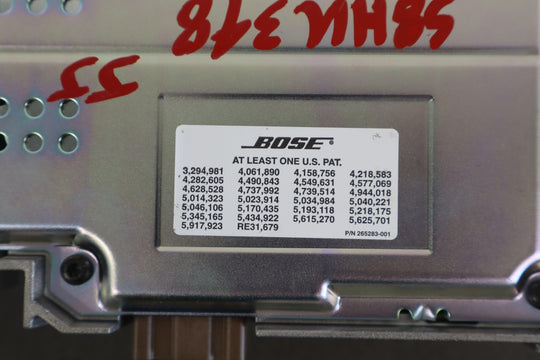 SBHU 378
JJ
BOSE
AT LEAST ONE U.S. PAT.
3,294,981 4,061,890 4,158,756 4,218,583
4,282,605 4,490,843 4,549,631 4,577,069
4,628,528 4,737,992 4,739,514 4,944,018
5,014,323 5,023,914 5,034,984 5,040,221
5,046,106 5,170,435 5,193,118 5,218,175
5,345,165 5,434,922 5,615,270 5,625,701
5,917,923 RE31,679
P/N 265283-001